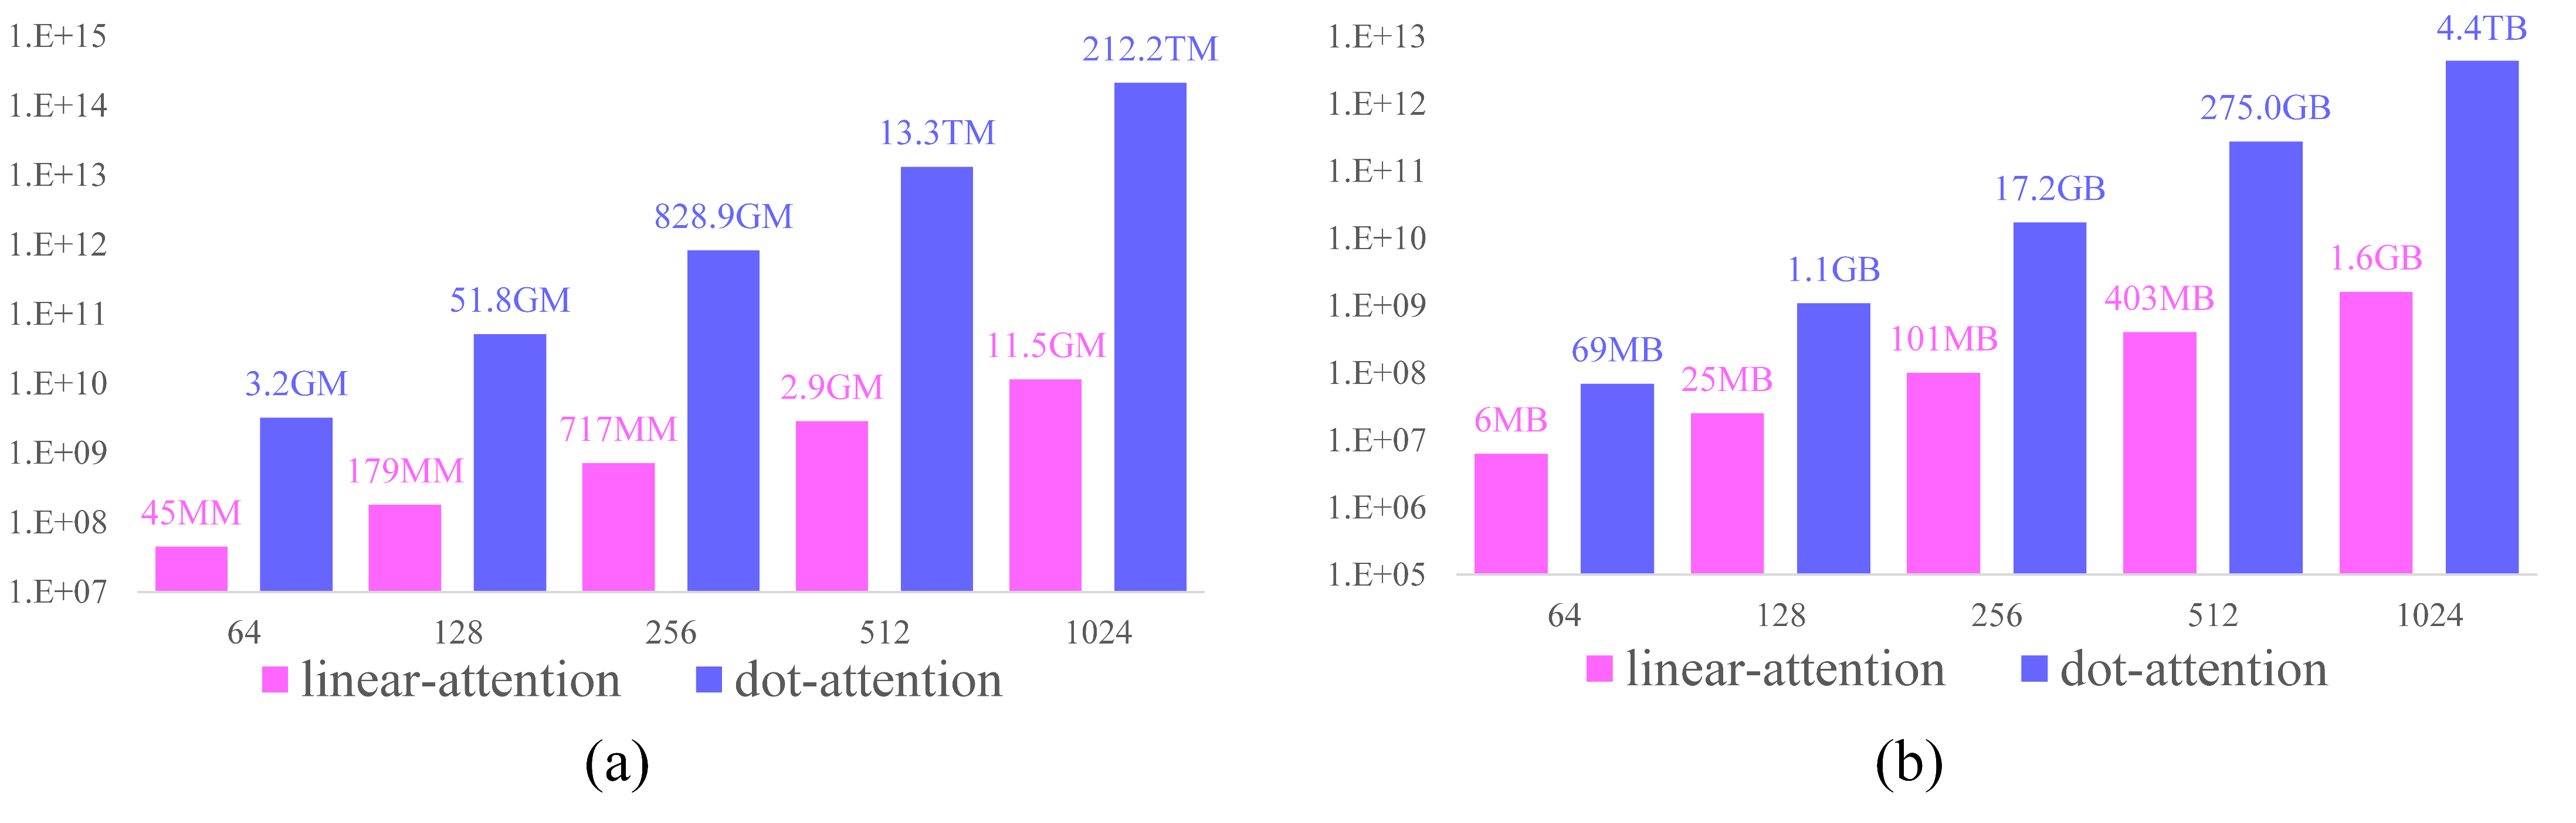 1.E+15
1.E+14
1.E+13
1.E+12
1.E+11
1.E+10
1.E+09
1.E+08
1.E+07
45MM
3.2GM
179MM
51.8GM
717MM
828.9GM
2.9GM
13.3TM
11.5GM
212.2TM
64 128 256 512 1024
linear-attention dot-attention
(a)
1.E+13
1.E+12
1.E+11
1.E+10
1.E+09
1.E+08
1.E+07
1.E+06
1.E+05
6MB
69MB
25MB
1.1GB
101MB
17.2GB
403MB
275.0GB
1.6GB
4.4TB
64 128 256 512 1024
linear-attention dot-attention
(b)